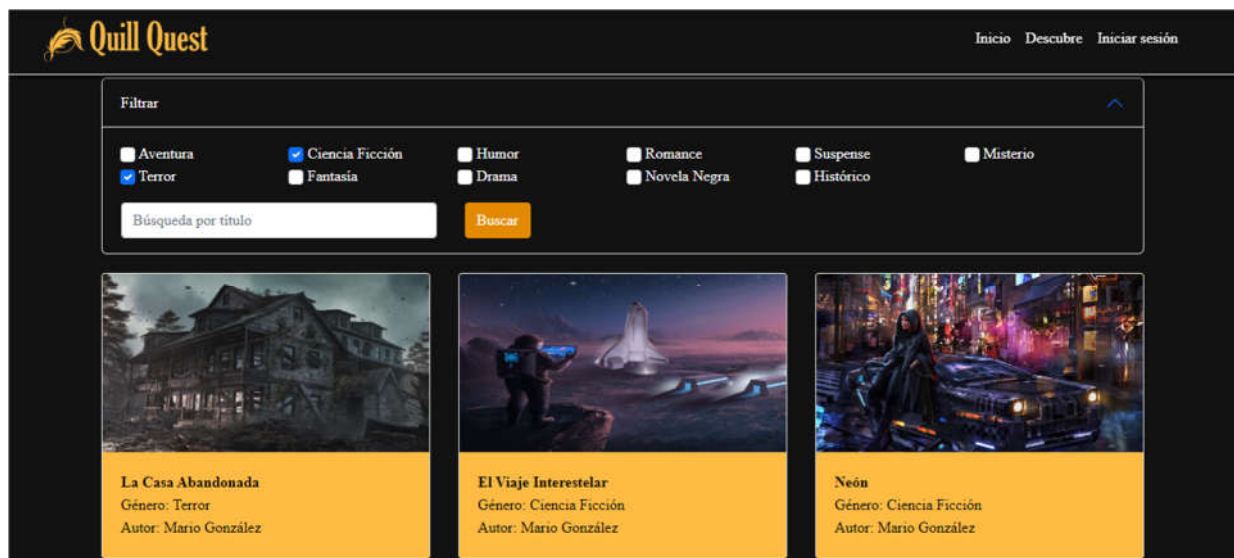 Quill Quest
Inicio Descubre Iniciar sesión
Filtrar
Aventura Ciencia Ficción Humor Romance Suspense Misterio
Terror Fantasía Drama Novela Negra Histórico
Búsqueda por título Buscar
La Casa Abandonada El Viaje Interestelar Neón
Género: Terror Género: Ciencia Ficción Género: Ciencia Ficción
Autor: Mario González Autor: Mario González Autor: Mario González